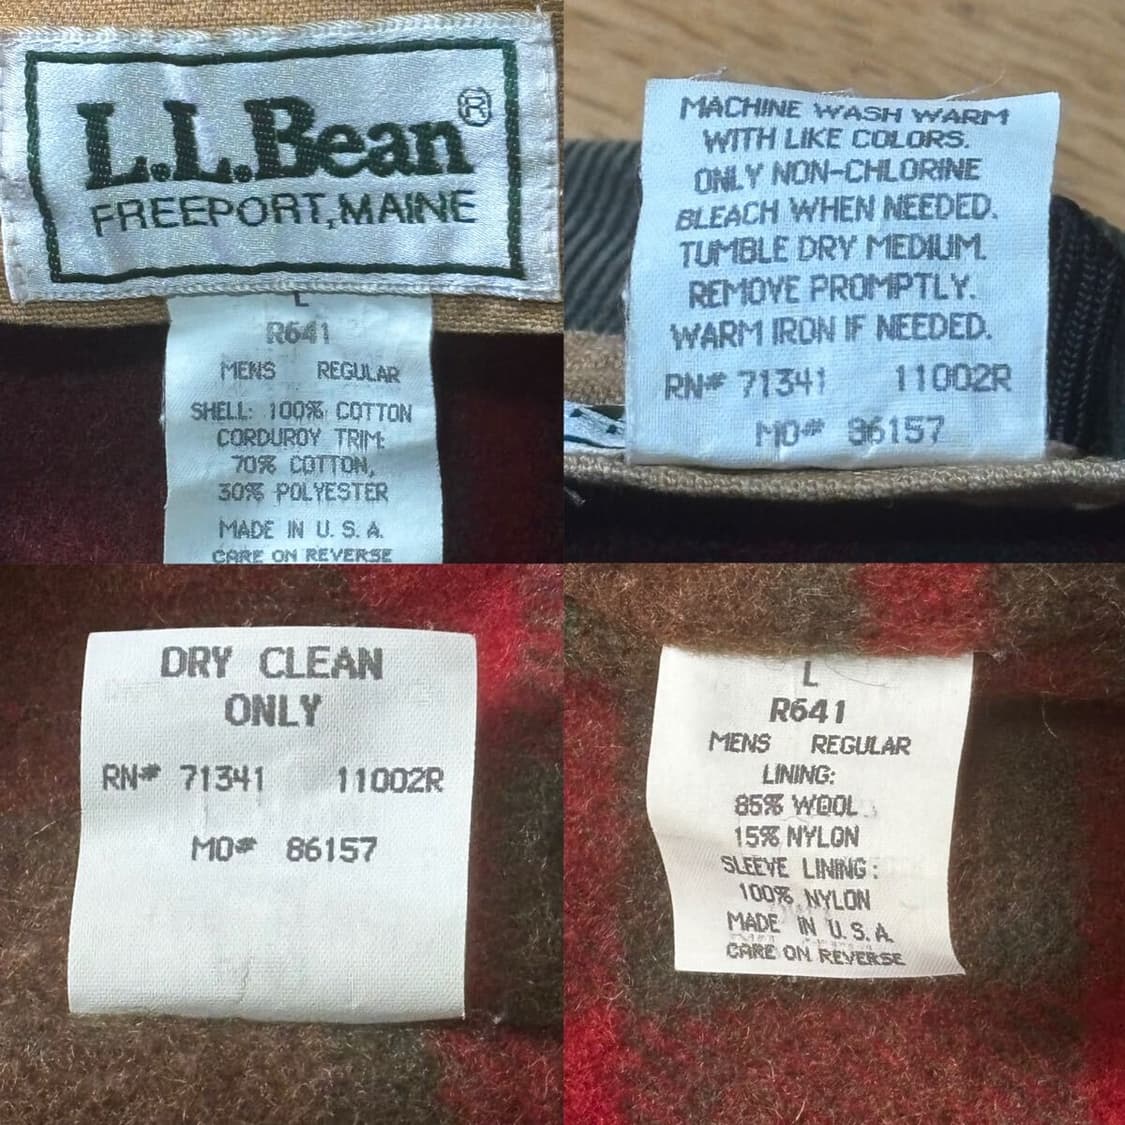 L.L.Bean®
FREEPORT, MAINE
L
R641
MENS REGULAR
SHELL: 100% COTTON
CORDUROY TRIM:
70% COTTON,
30% POLYESTER
MADE IN U.S.A.
CARE ON REVERSE
MACHINE WASH WARM
WITH LIKE COLORS.
ONLY NON-CHLORINE
BLEACH WHEN NEEDED.
TUMBLE DRY MEDIUM.
REMOVE PROMPTLY.
WARM IRON IF NEEDED.
RN# 71341 11002R
MO# 86157
DRY CLEAN
ONLY
RN# 71341 11002R
MO# 86157
L
R641
MENS REGULAR
LINING:
85% WOOL
15% NYLON
SLEEVE LINING:
100% NYLON
MADE IN U.S.A.
CARE ON REVERSE